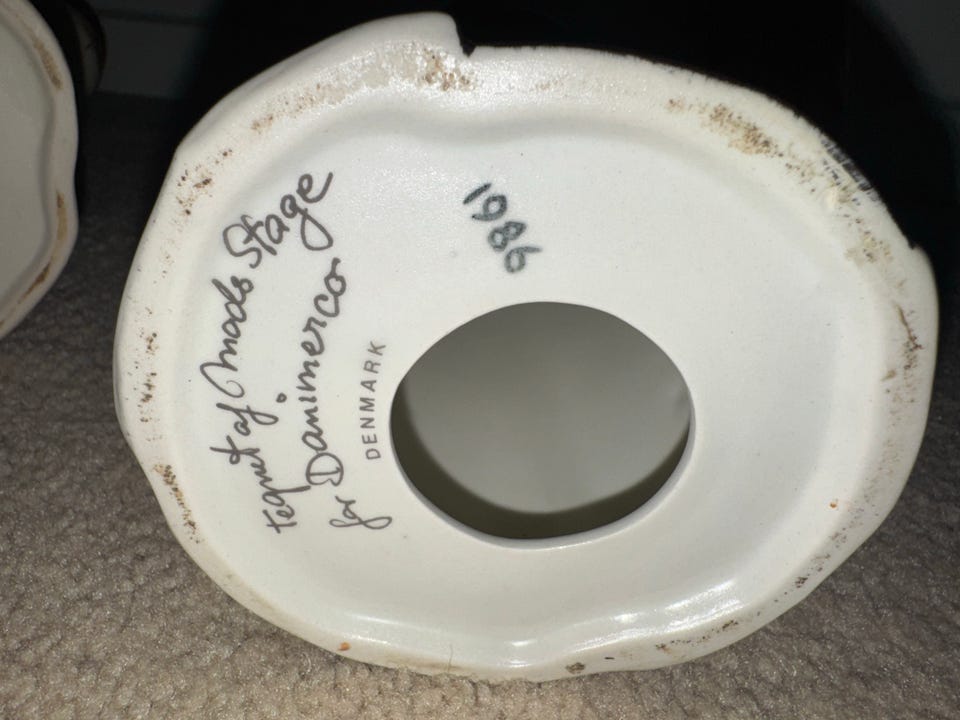 tegnet af Mads Stage
for Danimerco
DENMARK
1986